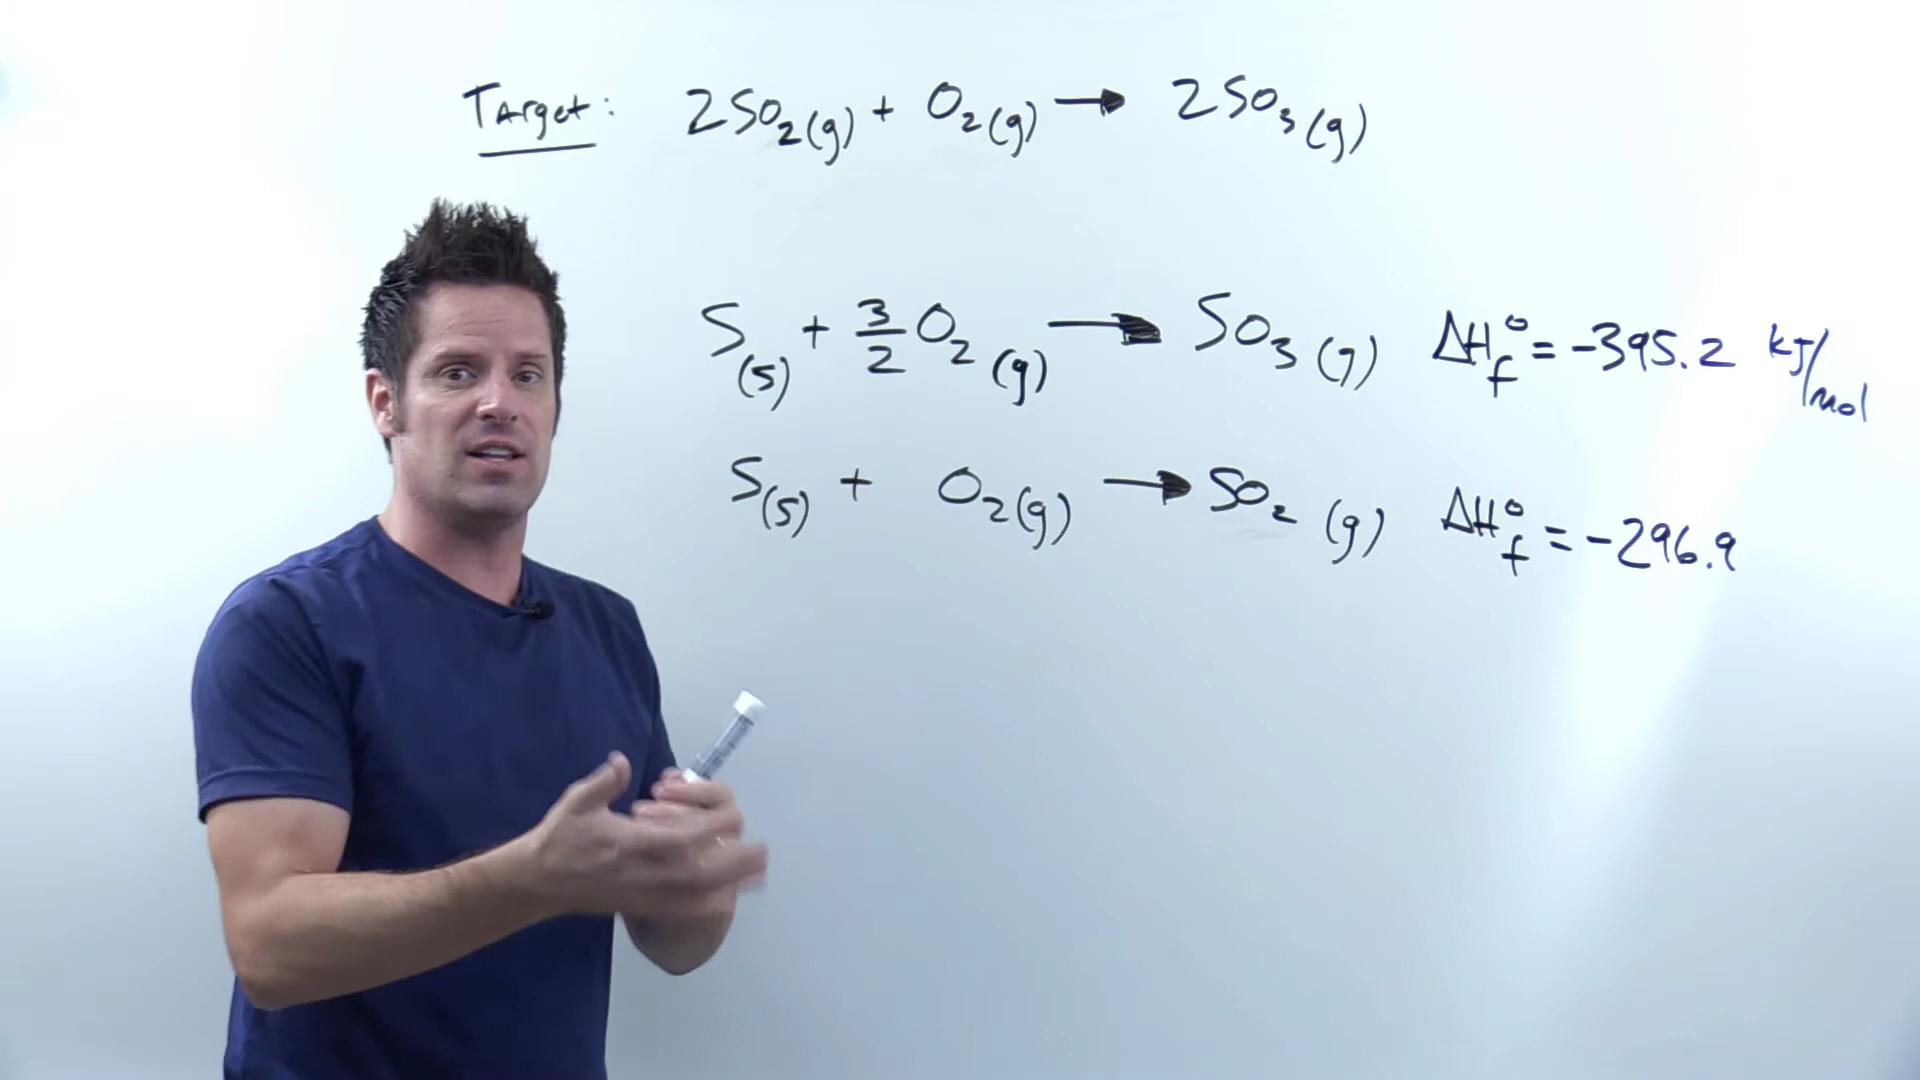 Target: 2SO₂(g) + O₂(g) → 2SO₃(g)
S(s) + 3/2 O₂(g) → SO₃(g) ΔH°f = -395.2 kJ/mol
S(s) + O₂(g) → SO₂(g) ΔH°f = -296.9